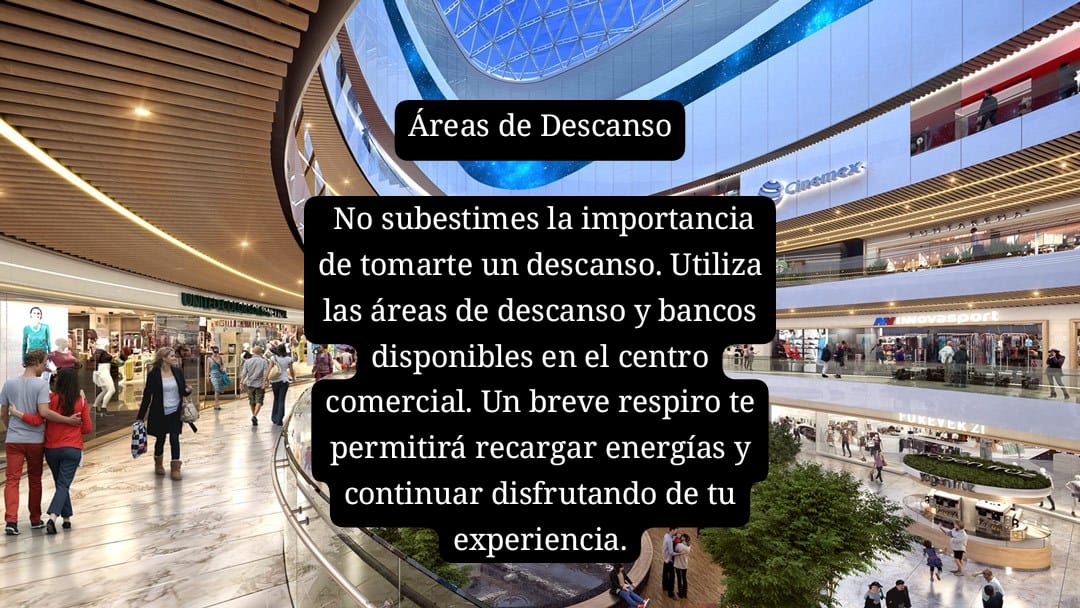 Áreas de Descanso
No subestimes la importancia
de tomarte un descanso. Utiliza
las áreas de descanso y bancos
disponibles en el centro
comercial. Un breve respiro te
permitirá recargar energías y
continuar disfrutando de tu
experiencia.
Cinemex
innovasport
FOREVER 21